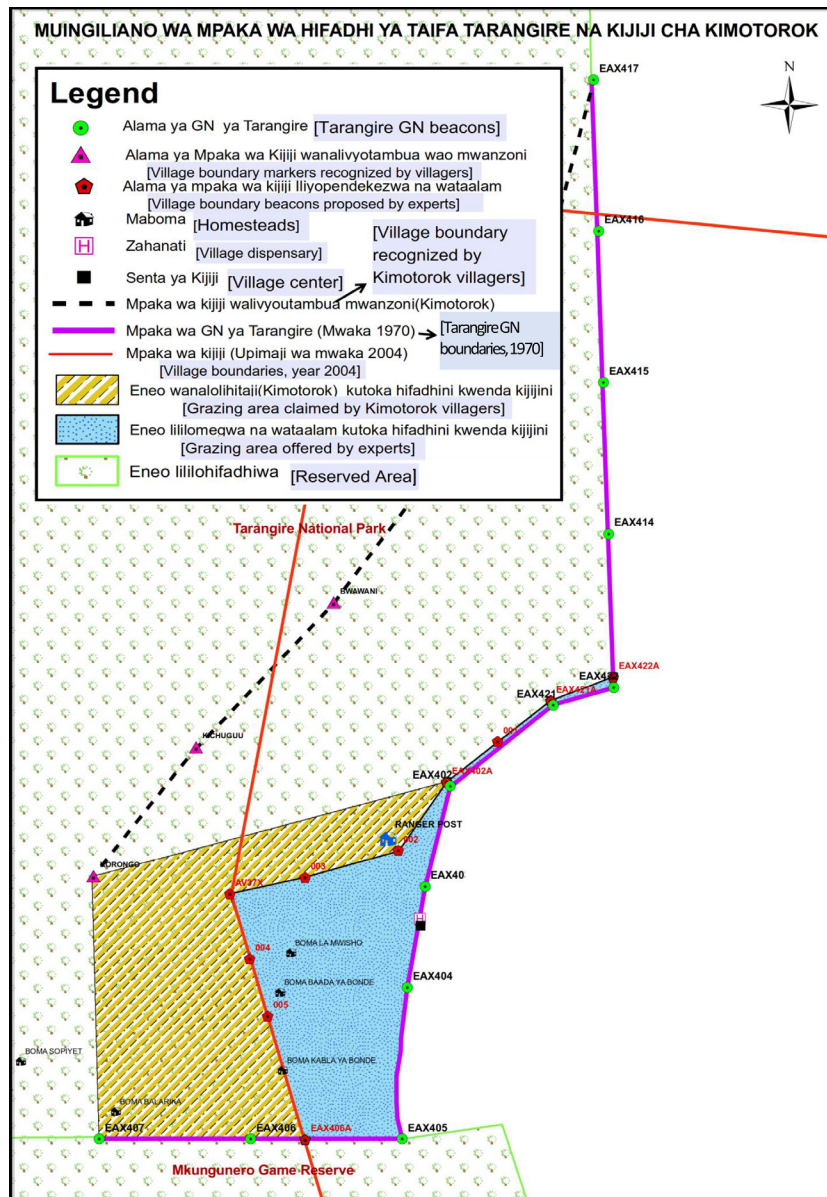 MUINGILIANO WA MPAKA WA HIFADHI YA TAIFA TARANGIRE NA KIJIJI CHA KIMOTOROK
EAX417
N
Legend
Alama ya GN ya Tarangire [Tarangire GN beacons]
Alama ya Mpaka wa Kijiji wanalivyotambua wao mwanzoni
[Village boundary markers recognized by villagers]
Alama ya mpaka wa kijiji Iliyopendekezwa na wataalam
[Village boundary beacons proposed by experts]
Maboma [Homesteads]
H Zahanati [Village dispensary]
Senta ya Kijiji [Village center]
[Village boundary
recognized by
Kimotorok villagers]
Mpaka wa kijiji walivyoutambua mwanzoni(Kimotorok)
Mpaka wa GN ya Tarangire (Mwaka 1970)
[Tarangire GN
boundaries, 1970]
Mpaka wa kijiji (Upimaji wa mwaka 2004)
[Village boundaries, year 2004]
Eneo wanalolihitaji(Kimotorok) kutoka hifadhini kwenda kijijini
[Grazing area claimed by Kimotorok villagers]
Eneo lililomegwa na wataalam kutoka hifadhini kwenda kijijini
[Grazing area offered by experts]
Eneo lililohifadhiwa [Reserved Area]
EAX416
EAX415
Tarangire National Park
EAX414
BWAWANI
EAX422A
EAX421
EAX421A
001
KICHUGUU
EAX402
EAX402A
RANGER POST
002
003
KORONGO
AV37X
EAX40
H
004
BOMA LA MWISHO
EAX404
BOMA BAADA YA BONDE
005
BOMA SOPIYET
BOMA KABLA YA BONDE
BOMA BALARIKA
EAX407
EAX406
EAX406A
EAX405
Mkungunero Game Reserve